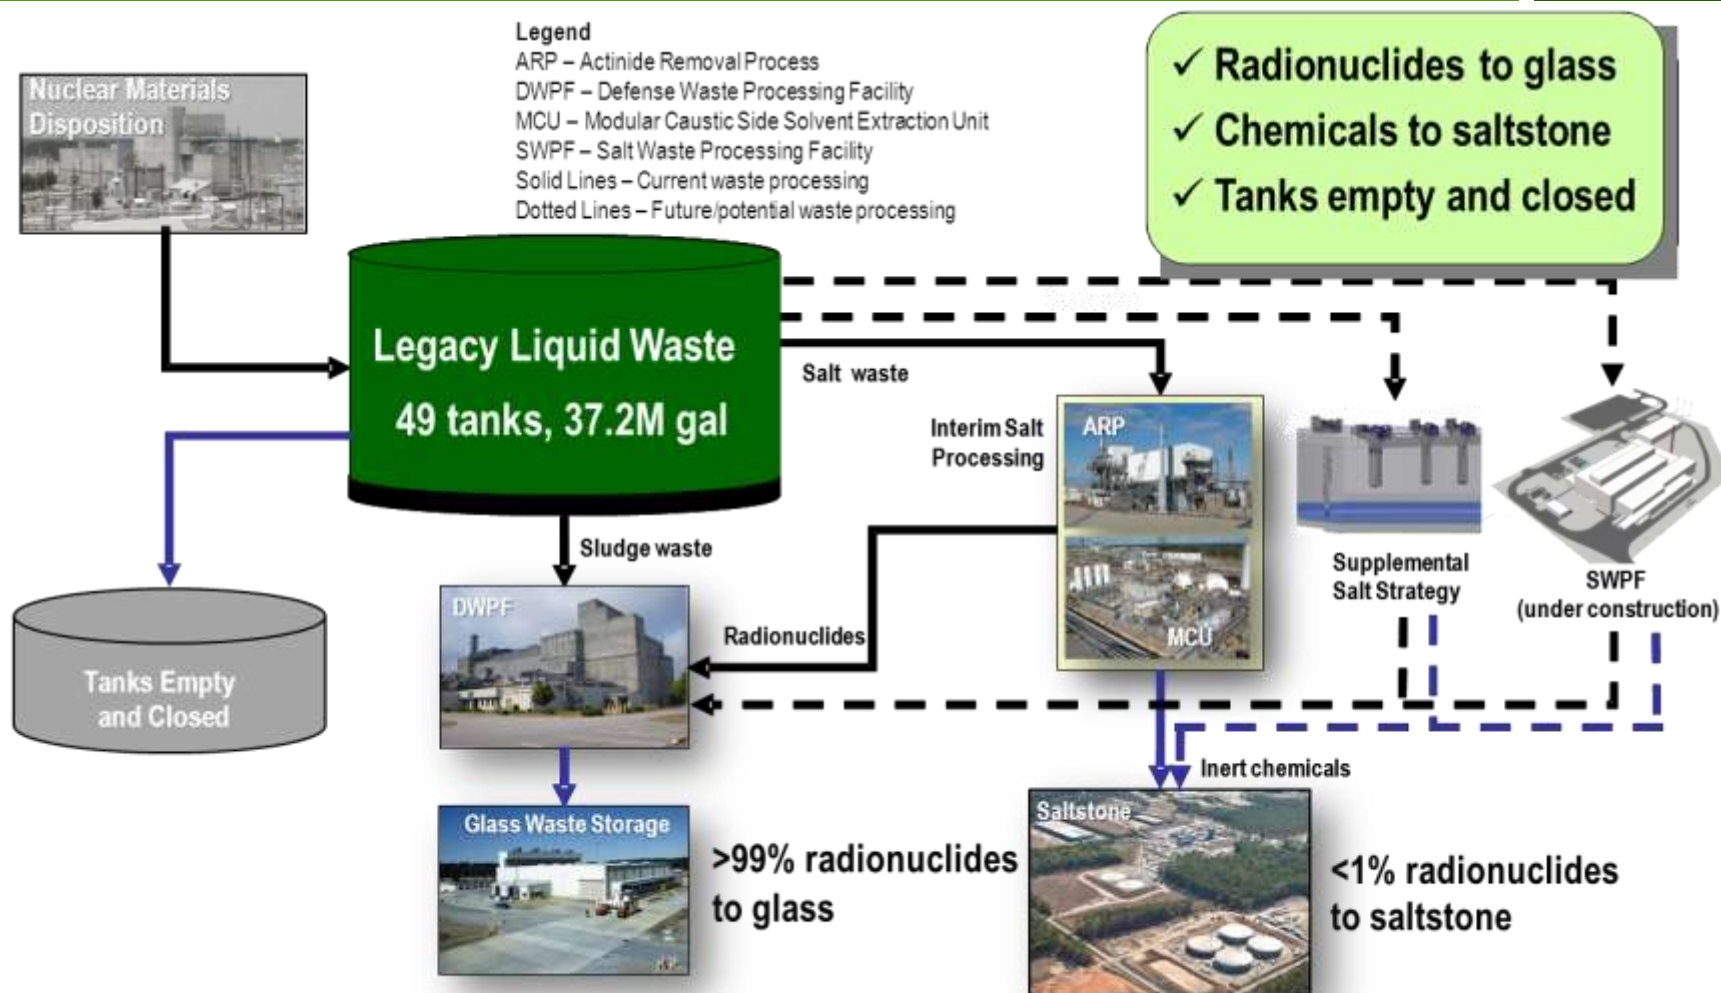 Legend
ARP – Actinide Removal Process
DWPF – Defense Waste Processing Facility
MCU – Modular Caustic Side Solvent Extraction Unit
SWPF – Salt Waste Processing Facility
Solid Lines – Current waste processing
Dotted Lines – Future/potential waste processing
✓ Radionuclides to glass
✓ Chemicals to saltstone
✓ Tanks empty and closed
Nuclear Materials
Disposition
Legacy Liquid Waste
49 tanks, 37.2M gal
Salt waste
Interim Salt
Processing
ARP
MCU
Supplemental
Salt Strategy
SWPF
(under construction)
Sludge waste
DWPF
Radionuclides
Tanks Empty
and Closed
Inert chemicals
Glass Waste Storage
>99% radionuclides
to glass
Saltstone
<1% radionuclides
to saltstone